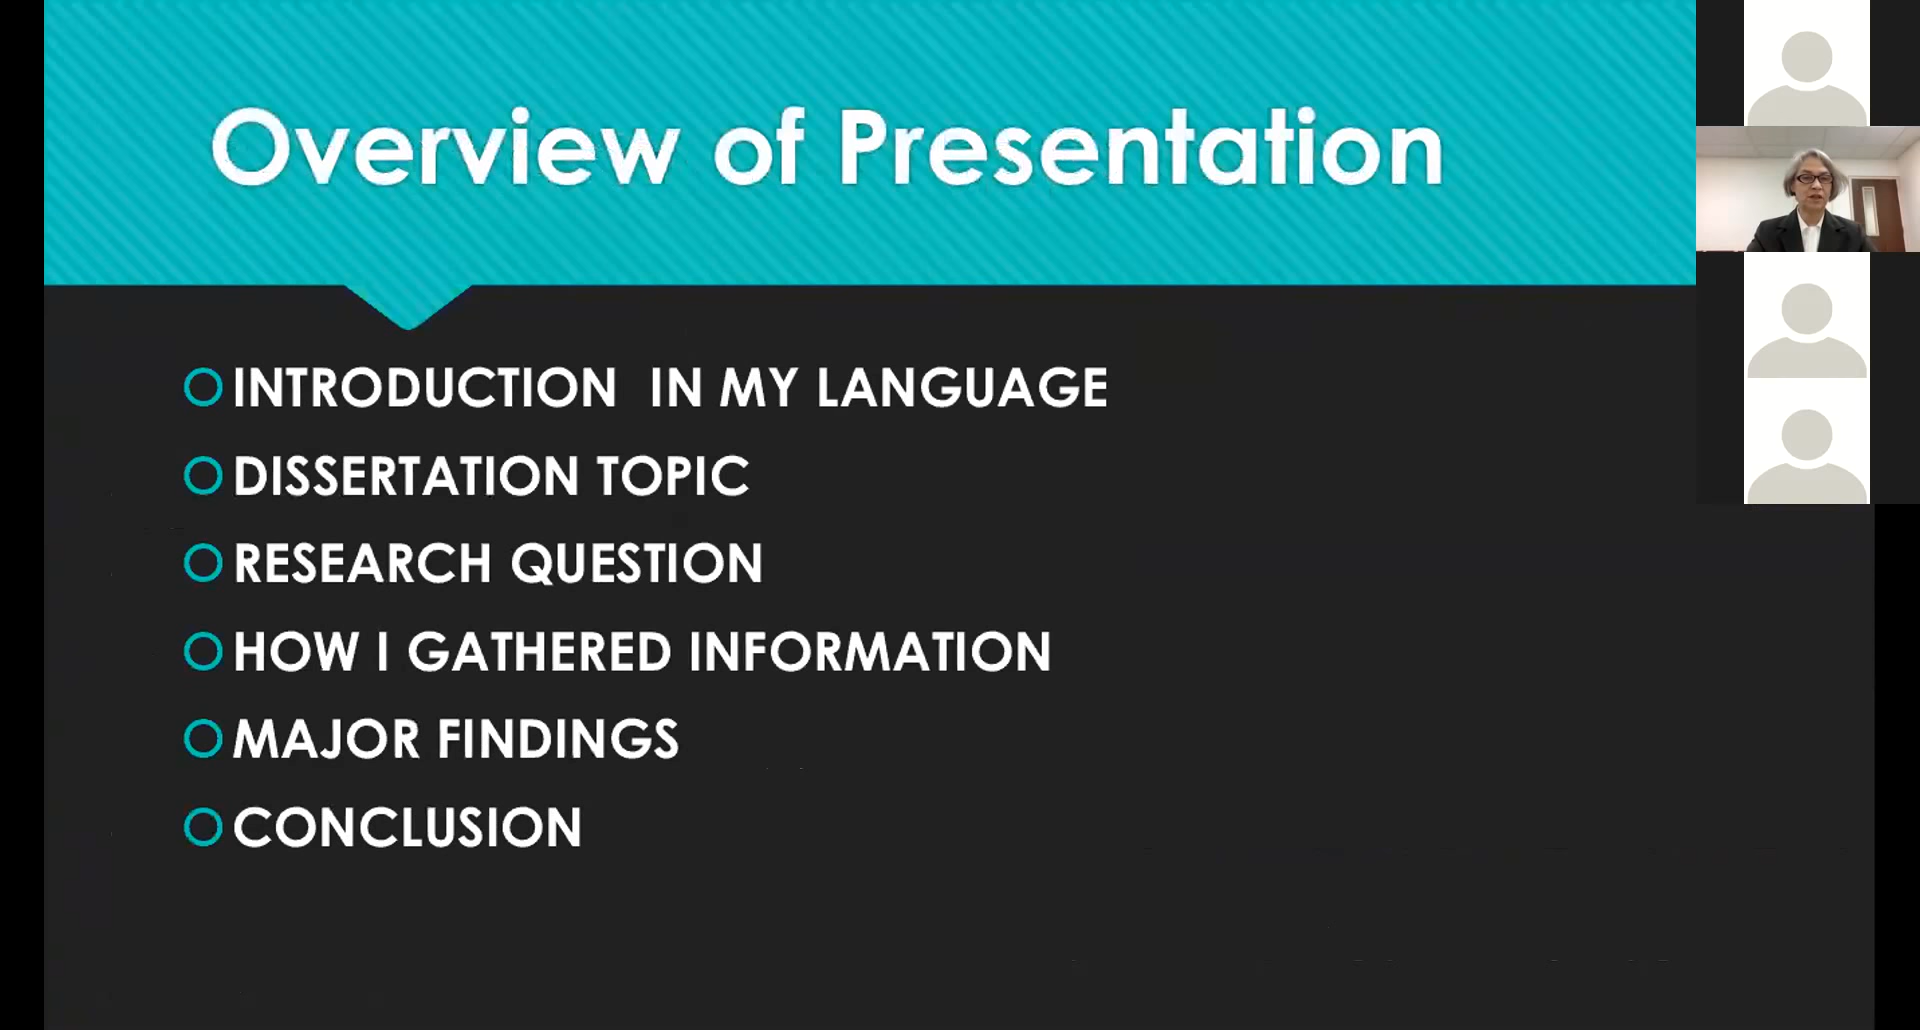 Overview of Presentation
INTRODUCTION  IN MY LANGUAGE
DISSERTATION TOPIC
RESEARCH QUESTION
HOW I GATHERED INFORMATION
MAJOR FINDINGS
CONCLUSION